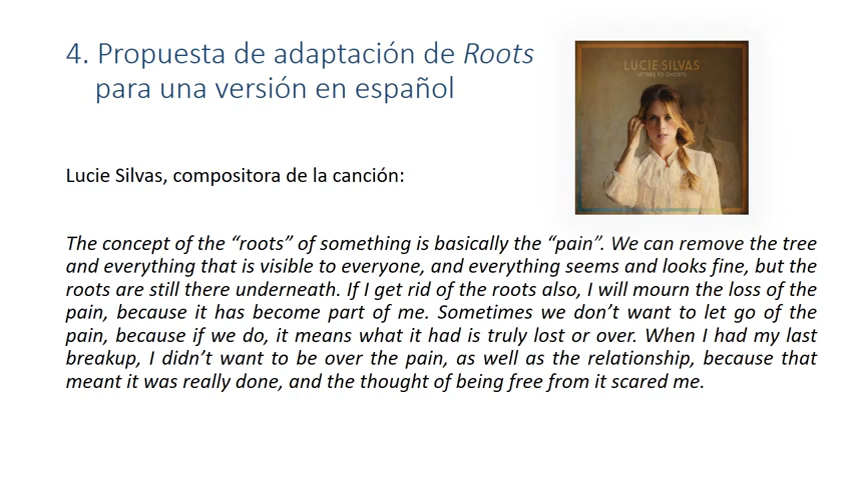 4. Propuesta de adaptación de Roots
para una versión en español
LUCIE SILVAS
LETTERS TO GHOSTS
Lucie Silvas, compositora de la canción:
The concept of the “roots” of something is basically the “pain”. We can remove the tree
and everything that is visible to everyone, and everything seems and looks fine, but the
roots are still there underneath. If I get rid of the roots also, I will mourn the loss of the
pain, because it has become part of me. Sometimes we don’t want to let go of the
pain, because if we do, it means what it had is truly lost or over. When I had my last
breakup, I didn’t want to be over the pain, as well as the relationship, because that
meant it was really done, and the thought of being free from it scared me.